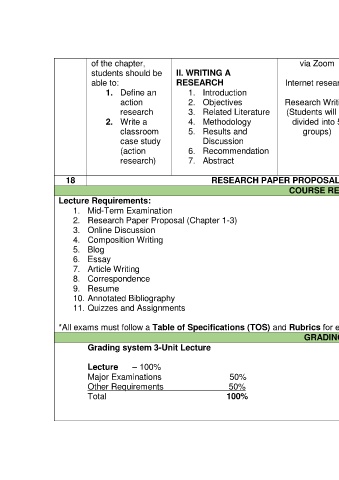 of the chapter,
students should be
able to:
1. Define an
action
research
2. Write a
classroom
case study
(action
research)
II. WRITING A
RESEARCH
1. Introduction
2. Objectives
3. Related Literature
4. Methodology
5. Results and
Discussion
6. Recommendation
7. Abstract
via Zoom
Internet resear
Research Writi
(Students will
divided into 5
groups)
18 RESEARCH PAPER PROPOSAL
COURSE RE
Lecture Requirements:
1. Mid-Term Examination
2. Research Paper Proposal (Chapter 1-3)
3. Online Discussion
4. Composition Writing
5. Blog
6. Essay
7. Article Writing
8. Correspondence
9. Resume
10. Annotated Bibliography
11. Quizzes and Assignments
*All exams must follow a Table of Specifications (TOS) and Rubrics for e
GRADING
Grading system 3-Unit Lecture
Lecture – 100%
Major Examinations 50%
Other Requirements 50%
Total 100%